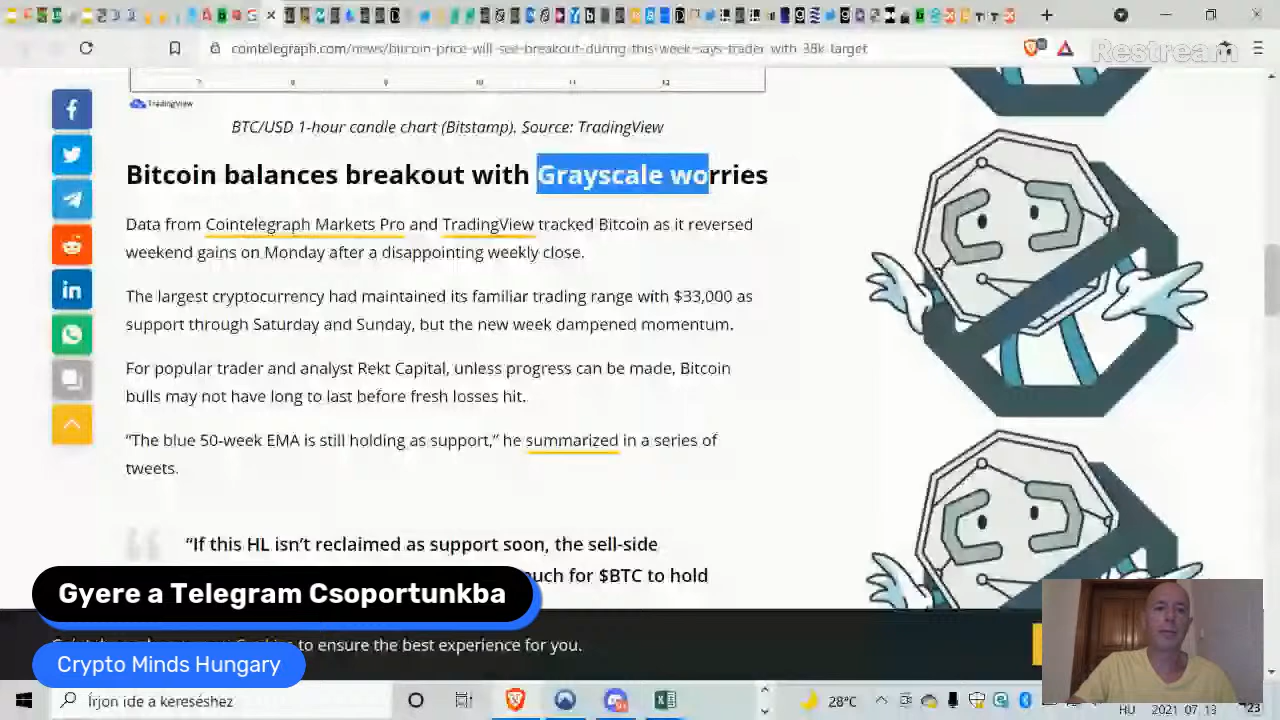 cointelegraph.com/news/bitcoin-price-will-see-breakout-during-this-week-says-trader-with-38k-target
Restream
TradingView
BTC/USD 1-hour candle chart (Bitstamp). Source: TradingView
Bitcoin balances breakout with Grayscale worries
Data from Cointelegraph Markets Pro and TradingView tracked Bitcoin as it reversed
weekend gains on Monday after a disappointing weekly close.
The largest cryptocurrency had maintained its familiar trading range with $33,000 as
support through Saturday and Sunday, but the new week dampened momentum.
For popular trader and analyst Rekt Capital, unless progress can be made, Bitcoin
bulls may not have long to last before fresh losses hit.
“The blue 50-week EMA is still holding as support,” he summarized in a series of
tweets.
“If this HL isn’t reclaimed as support soon, the sell-side
much for $BTC to hold
Gyere a Telegram Csoportunkba
to ensure the best experience for you.
Crypto Minds Hungary
Írjon ide a kereséshez
28°C
HU
2021. 07. 13
23